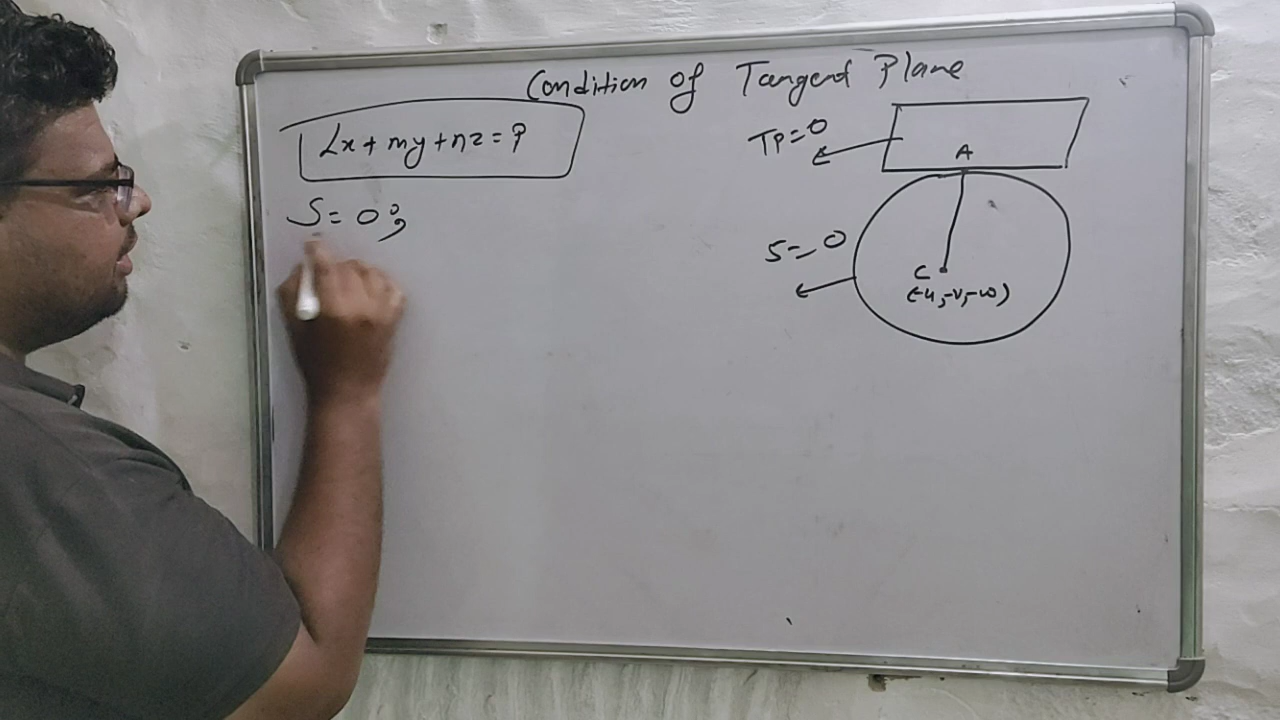 Condition of Tangent Plane
Lx + my + nz = P
S = 0;
TP = 0
A
S = 0
C
(-u, -v, -w)